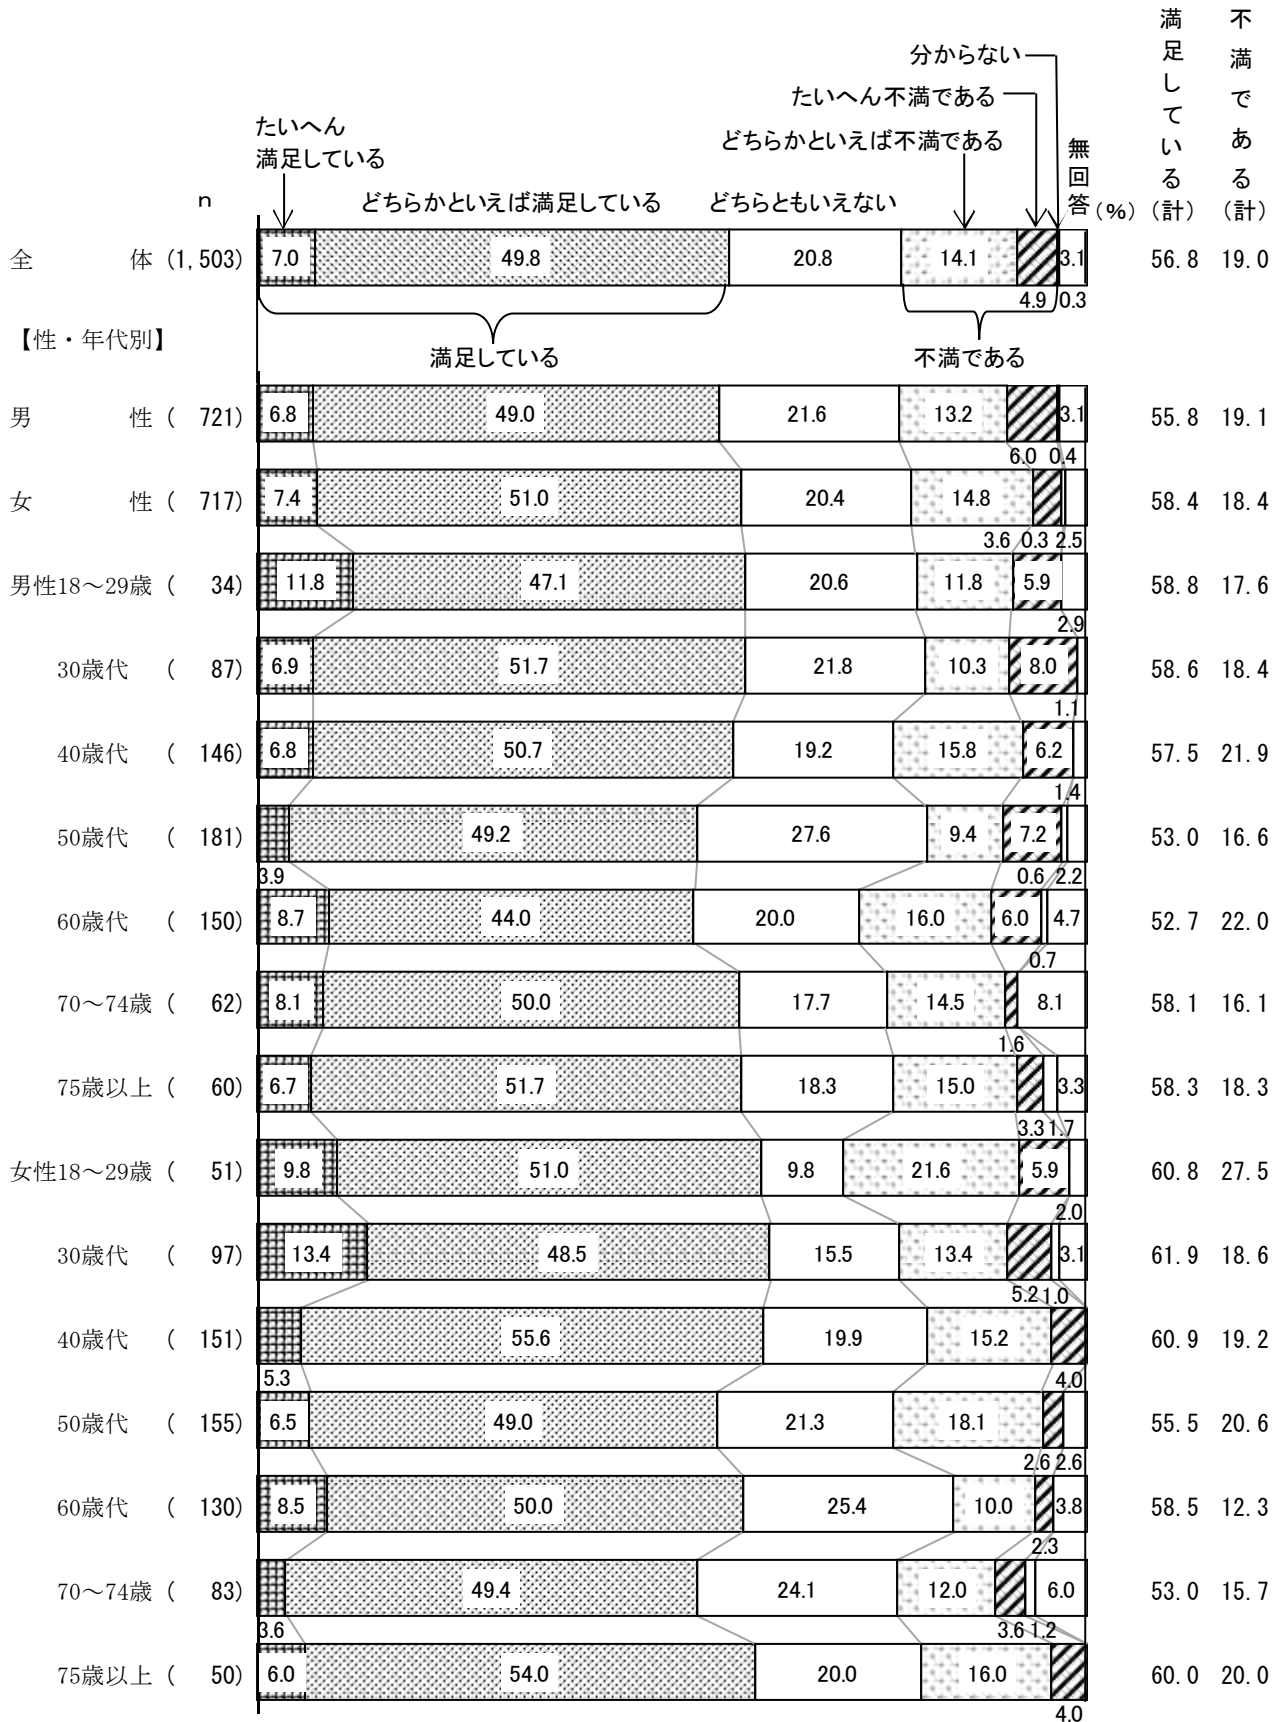 満足している（計）
不満である（計）
分からない
たいへん不満である
たいへん
満足している
どちらかといえば不満である
無回答
n
どちらかといえば満足している
どちらともいえない
(%)
全体 (1,503) 7.0 49.8 20.8 14.1 3.1 56.8 19.0
4.9 0.3
【性・年代別】
満足している 不満である
男性 ( 721) 6.8 49.0 21.6 13.2 3.1 55.8 19.1
6.0 0.4
女性 ( 717) 7.4 51.0 20.4 14.8 58.4 18.4
3.6 0.3 2.5
男性18～29歳 ( 34) 11.8 47.1 20.6 11.8 5.9 58.8 17.6
2.9
30歳代 ( 87) 6.9 51.7 21.8 10.3 8.0 58.6 18.4
1.1
40歳代 ( 146) 6.8 50.7 19.2 15.8 6.2 57.5 21.9
1.4
50歳代 ( 181) 49.2 27.6 9.4 7.2 53.0 16.6
3.9 0.6 2.2
60歳代 ( 150) 8.7 44.0 20.0 16.0 6.0 4.7 52.7 22.0
0.7
70～74歳 ( 62) 8.1 50.0 17.7 14.5 8.1 58.1 16.1
1.6
75歳以上 ( 60) 6.7 51.7 18.3 15.0 3.3 58.3 18.3
3.3 1.7
女性18～29歳 ( 51) 9.8 51.0 9.8 21.6 5.9 60.8 27.5
2.0
30歳代 ( 97) 13.4 48.5 15.5 13.4 3.1 61.9 18.6
5.2 1.0
40歳代 ( 151) 55.6 19.9 15.2 60.9 19.2
5.3 4.0
50歳代 ( 155) 6.5 49.0 21.3 18.1 55.5 20.6
2.6 2.6
60歳代 ( 130) 8.5 50.0 25.4 10.0 3.8 58.5 12.3
2.3
70～74歳 ( 83) 49.4 24.1 12.0 6.0 53.0 15.7
3.6 3.6 1.2
75歳以上 ( 50) 6.0 54.0 20.0 16.0 60.0 20.0
4.0